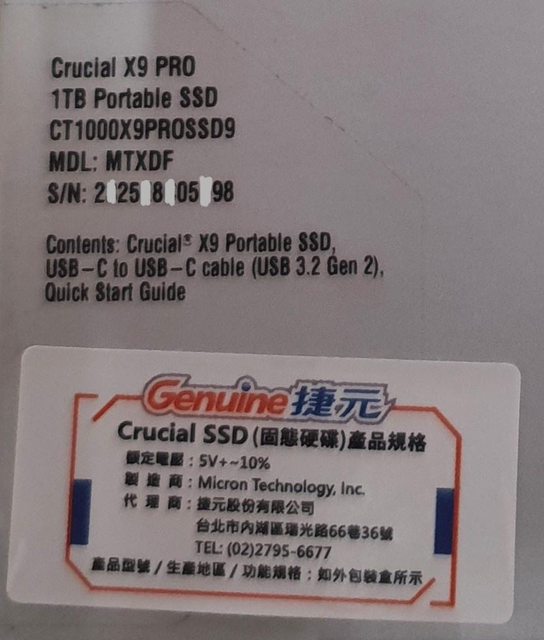 Crucial X9 PRO
1TB Portable SSD
CT1000X9PROSSD9
MDL: MTXDF
S/N: 2 25 8 05 98
Contents: Crucial® X9 Portable SSD,
USB-C to USB-C cable (USB 3.2 Gen 2),
Quick Start Guide
Genuine捷元
Crucial SSD(固態硬碟)產品規格
額定電壓：5V+~10%
製造商：Micron Technology, Inc.
代理商：捷元股份有限公司
台北市內湖區瑞光路66巷36號
TEL: (02)2795-6677
產品型號/生產地區/功能規格：如外包裝盒所示